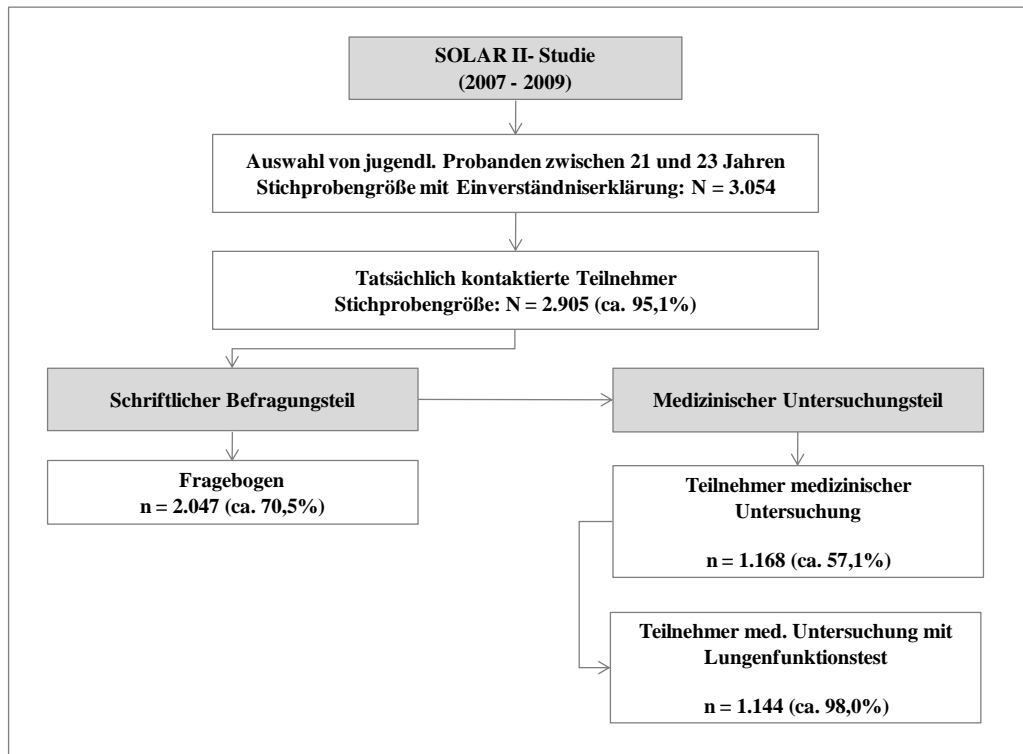 SOLAR II- Studie
(2007 - 2009)
Auswahl von jugendl. Probanden zwischen 21 und 23 Jahren
Stichprobengröße mit Einverständniserklärung: N = 3.054
Tatsächlich kontaktierte Teilnehmer
Stichprobengröße: N = 2.905 (ca. 95,1%)
Schriftlicher Befragungsteil
Fragebogen
n = 2.047 (ca. 70,5%)
Medizinischer Untersuchungsteil
Teilnehmer medizinischer
Untersuchung
n = 1.168 (ca. 57,1%)
Teilnehmer med. Untersuchung mit
Lungenfunktionstest
n = 1.144 (ca. 98,0%)